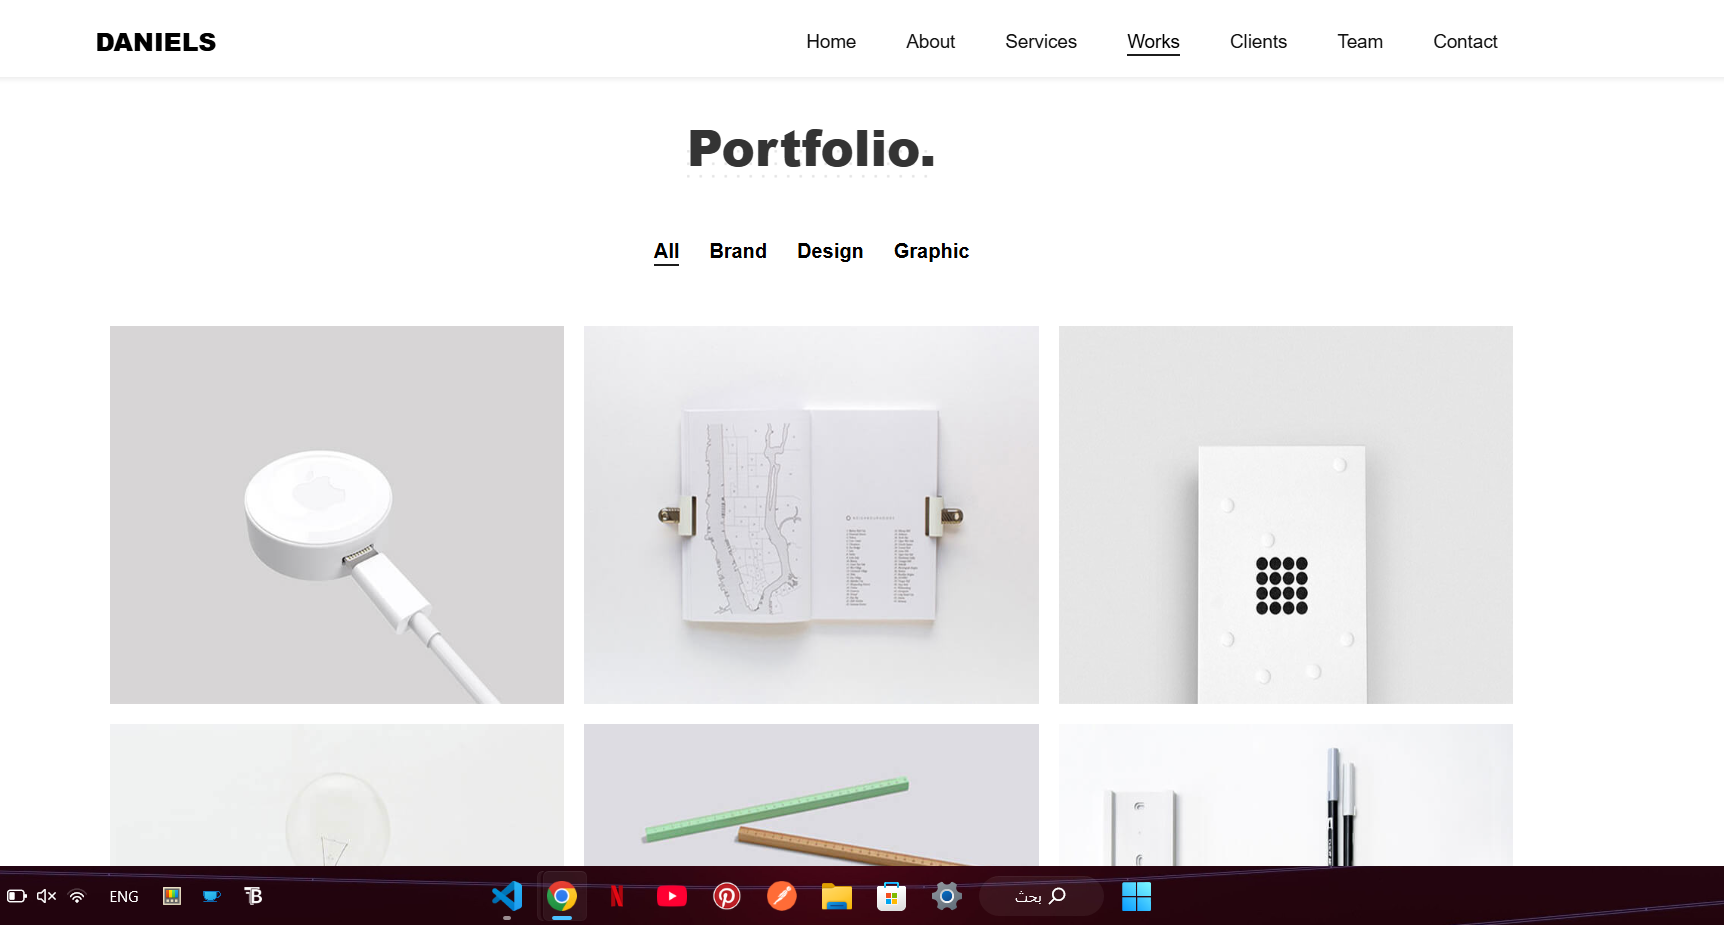 DANIELS
Home About Services Works Clients Team Contact
Portfolio.
All Brand Design Graphic
ENG
بحث